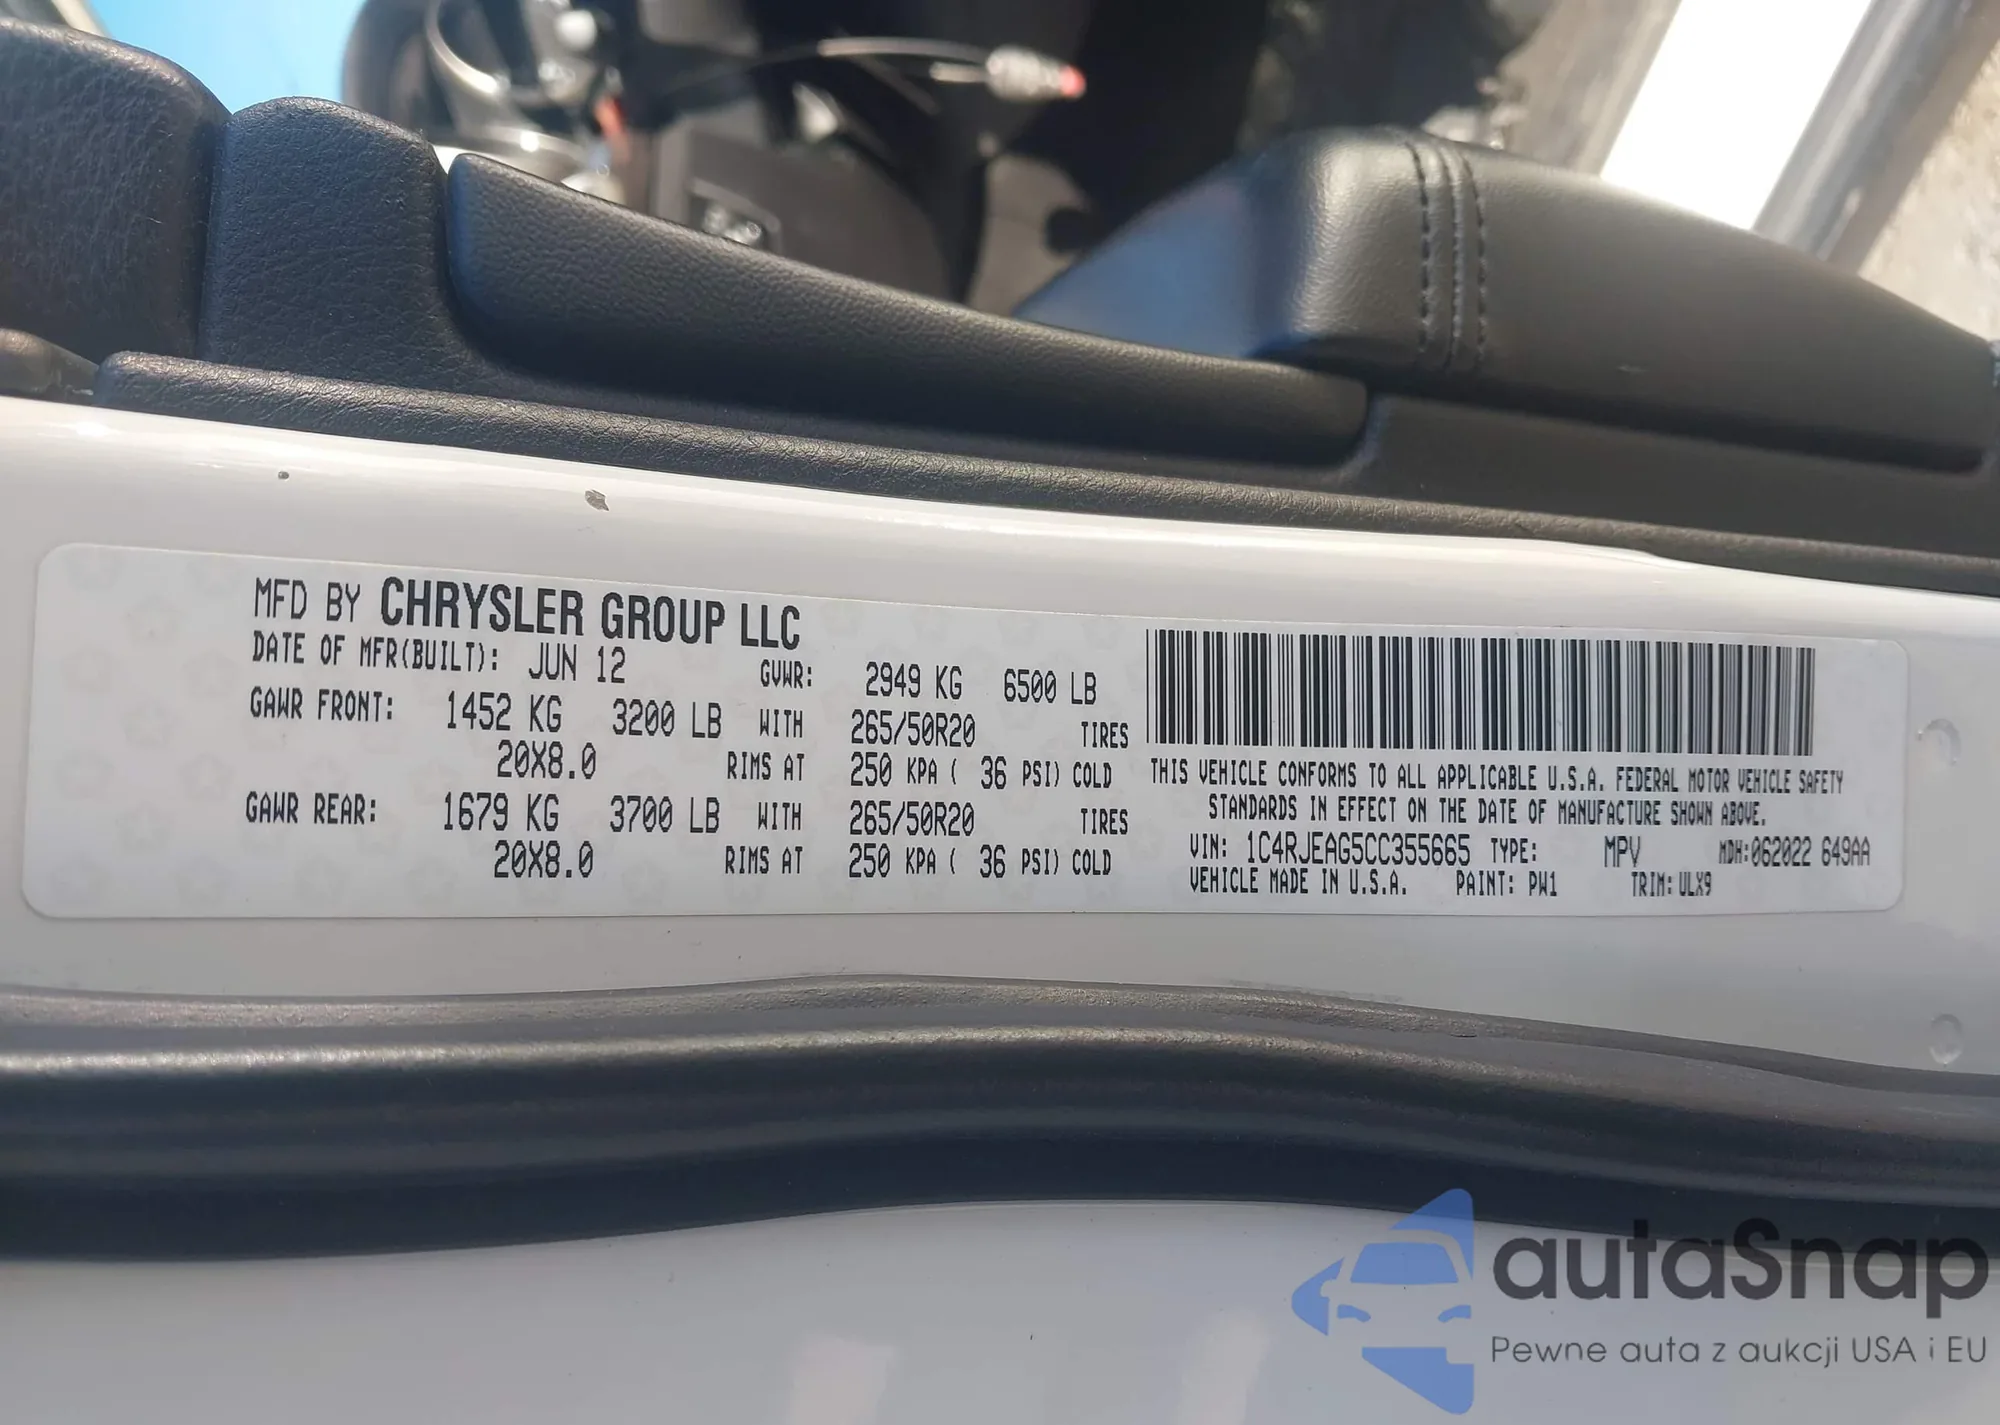 MFD BY CHRYSLER GROUP LLC
DATE OF MFR(BUILT): JUN 12 GVWR: 2949 KG 6500 LB
GAWR FRONT: 1452 KG 3200 LB WITH 265/50R20 TIRES
20X8.0 RIMS AT 250 KPA ( 36 PSI) COLD
GAWR REAR: 1679 KG 3700 LB WITH 265/50R20 TIRES
20X8.0 RIMS AT 250 KPA ( 36 PSI) COLD
THIS VEHICLE CONFORMS TO ALL APPLICABLE U.S.A. FEDERAL MOTOR VEHICLE SAFETY
STANDARDS IN EFFECT ON THE DATE OF MANUFACTURE SHOWN ABOVE.
VIN: 1C4RJEAG5CC355665 TYPE: MPV MDH:062022 649AA
VEHICLE MADE IN U.S.A. PAINT: PW1 TRIM: ULX9
autaSnap
Pewne auta z aukcji USA i EU